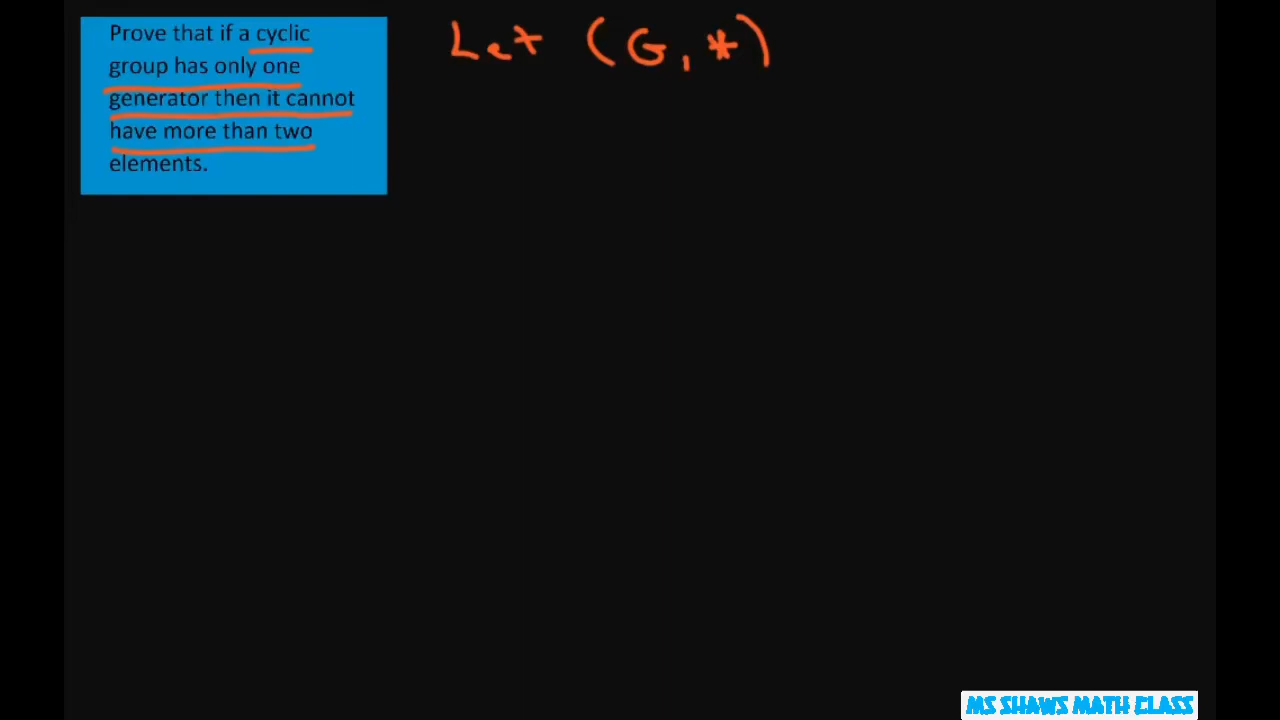 Prove that if a cyclic
group has only one
generator then it cannot
have more than two
elements.
Let (G, *)
MS SHAWS MATH CLASS